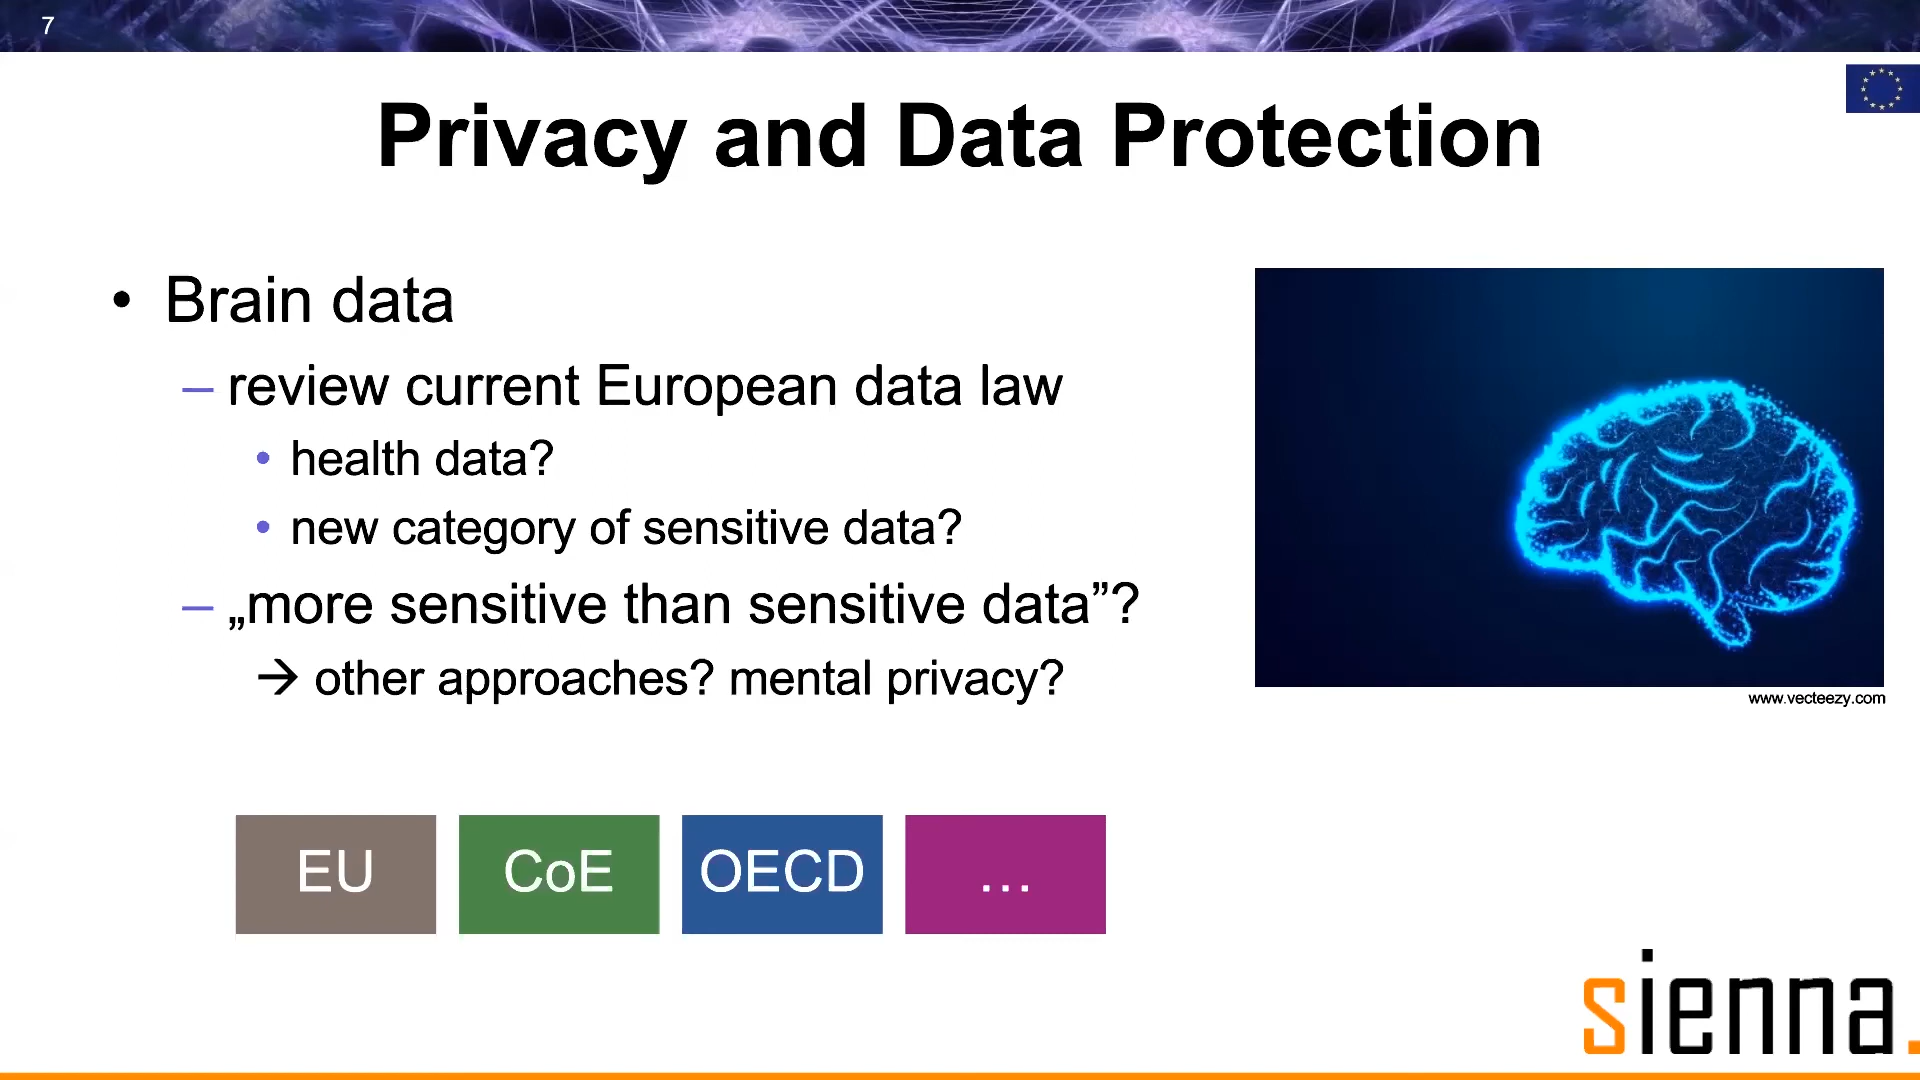 7
Privacy and Data Protection
• Brain data
– review current European data law
• health data?
• new category of sensitive data?
– „more sensitive than sensitive data”?
→ other approaches? mental privacy?
www.vecteezy.com
EU
CoE
OECD
…
sienna.